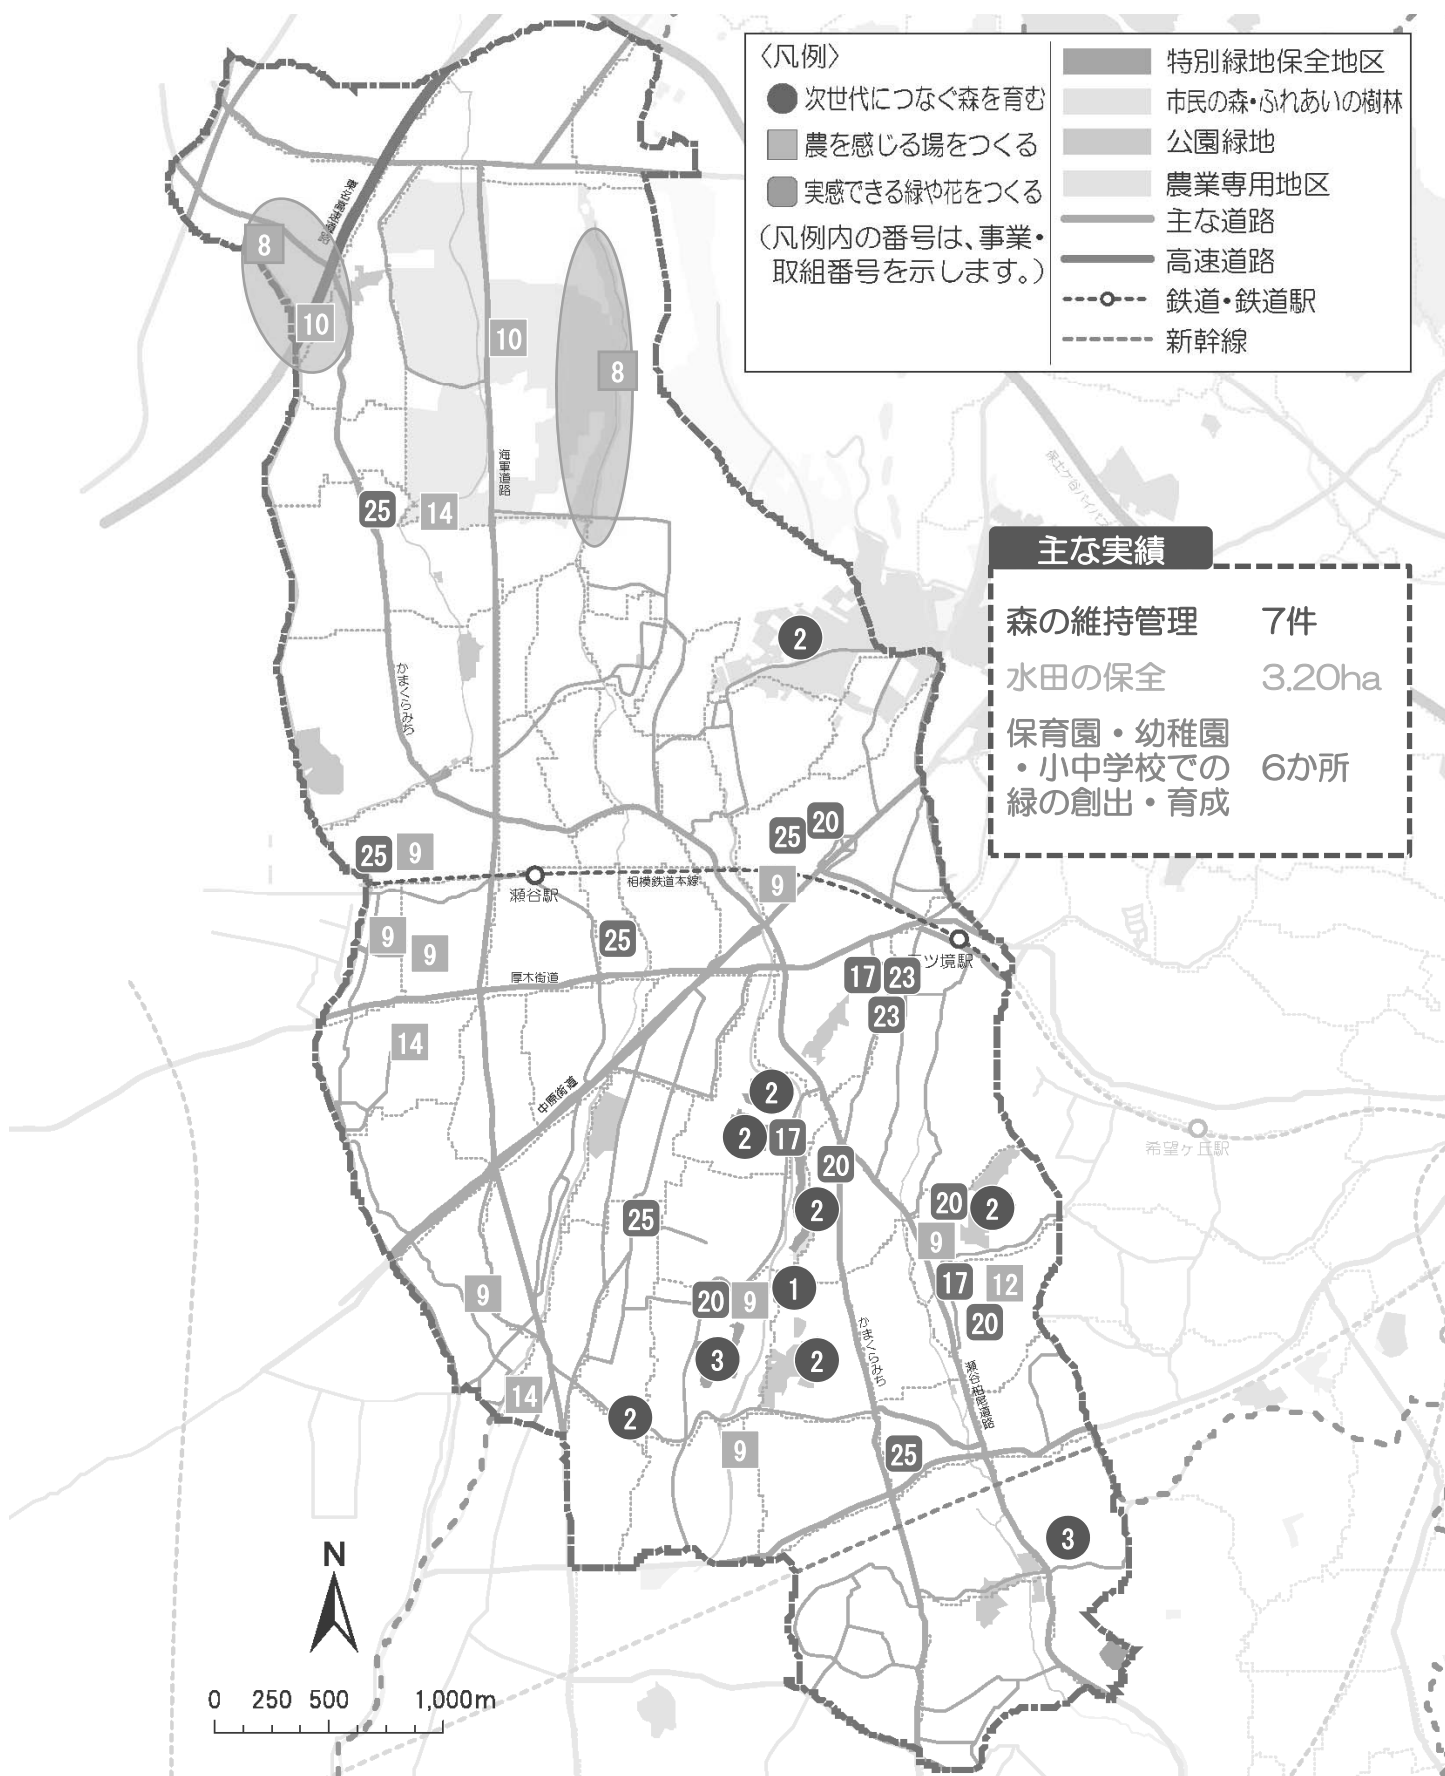 〈凡例〉
次世代につなぐ森を育む
農を感じる場をつくる
実感できる緑や花をつくる
(凡例内の番号は、事業・
取組番号を示します。)
特別緑地保全地区
市民の森・ふれあいの樹林
公園緑地
農業専用地区
主な道路
高速道路
鉄道・鉄道駅
新幹線
8
10
10
8
海軍道路
保土ケ谷バイパス
25
14
主な実績
森の維持管理 7件
水田の保全 3.20ha
保育園・幼稚園
・小中学校での 6か所
緑の創出・育成
2
かまくらみち
25
20
25
9
9
瀬谷駅
相模鉄道本線
9
9
25
三ツ境駅
厚木街道
17
23
23
14
中原街道
2
2
17
20
希望ヶ丘駅
25
2
20
2
9
9
20
9
1
17
12
20
3
2
かまくらみち
瀬谷柏尾道路
14
2
9
25
3
N
0 250 500 1,000m